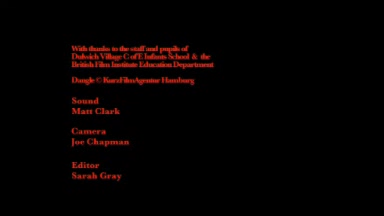 With thanks to the staff and pupils of
Dulwich Village C of E Infants School & the
British Film Institute Education Department
Dangle © KurzFilmAgentur Hamburg
Sound
Matt Clark
Camera
Joe Chapman
Editor
Sarah Gray